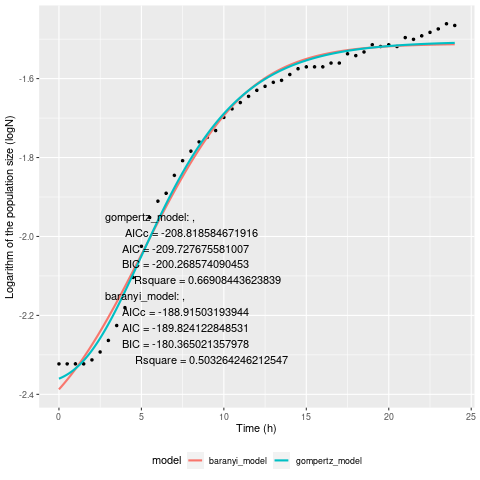 -1.6
-1.8
-2.0
-2.2
-2.4
Logarithm of the population size (logN)
gompertz_model: ,
AICc = -208.818584671916
AIC = -209.727675581007
BIC = -200.268574090453
Rsquare = 0.66908443623839
baranyi_model: ,
AICc = -188.91503193944
AIC = -189.824122848531
BIC = -180.365021357978
Rsquare = 0.503264246212547
0 5 10 15 20 25
Time (h)
model baranyi_model gompertz_model